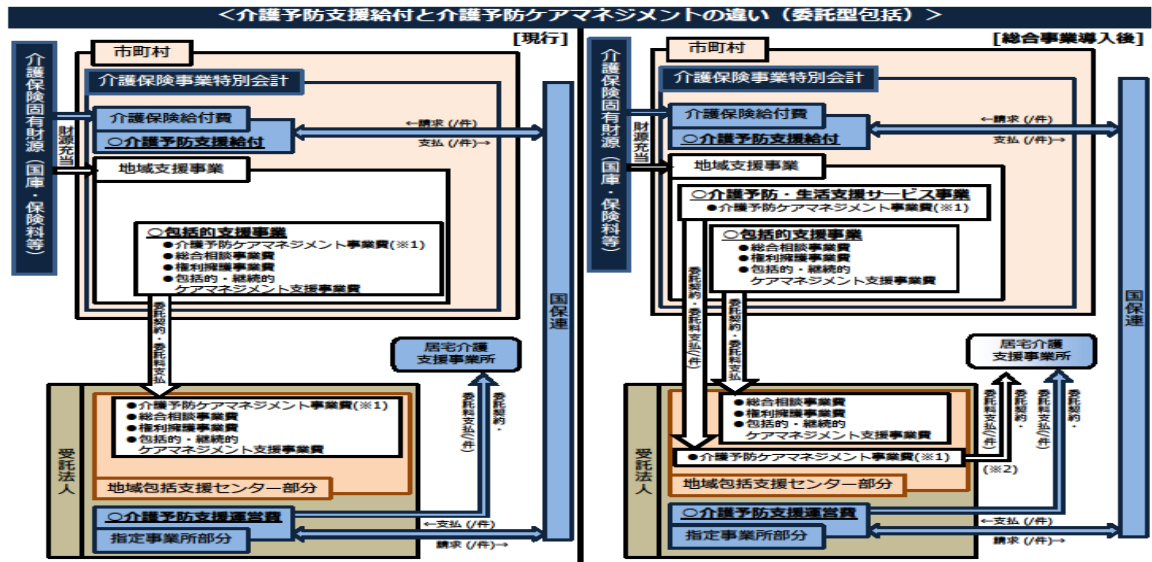 ＜介護予防支援給付と介護予防ケアマネジメントの違い（委託型包括）＞
[現行]
介護保険固有財源（国庫・保険料等）
財源充当
市町村
介護保険事業特別会計
介護保険給付費
○介護予防支援給付
←請求（/件）
支払（/件）→
地域支援事業
○包括的支援事業
●介護予防ケアマネジメント事業費(※1)
●総合相談事業費
●権利擁護事業費
●包括的・継続的
ケアマネジメント支援事業費
委託契約・委託料支払
国保連
居宅介護
支援事業所
委託契約・
委託料支払(/件)
受託法人
●介護予防ケアマネジメント事業費(※1)
●総合相談事業費
●権利擁護事業費
●包括的・継続的
ケアマネジメント支援事業費
地域包括支援センター部分
○介護予防支援運営費
指定事業所部分
←支払（/件）
請求（/件）→
[総合事業導入後]
介護保険固有財源（国庫・保険料等）
財源充当
市町村
介護保険事業特別会計
介護保険給付費
○介護予防支援給付
←請求（/件）
支払（/件）→
地域支援事業
○介護予防・生活支援サービス事業
●介護予防ケアマネジメント事業費(※1)
○包括的支援事業
●総合相談事業費
●権利擁護事業費
●包括的・継続的
ケアマネジメント支援事業費
委託契約・委託料支払(/件)
委託契約・委託料支払
国保連
居宅介護
支援事業所
委託契約・
委託料支払(/件)
(※2)
委託契約・
委託料支払(/件)
受託法人
●総合相談事業費
●権利擁護事業費
●包括的・継続的
ケアマネジメント支援事業費
●介護予防ケアマネジメント事業費(※1)
地域包括支援センター部分
○介護予防支援運営費
指定事業所部分
←支払（/件）
請求（/件）→